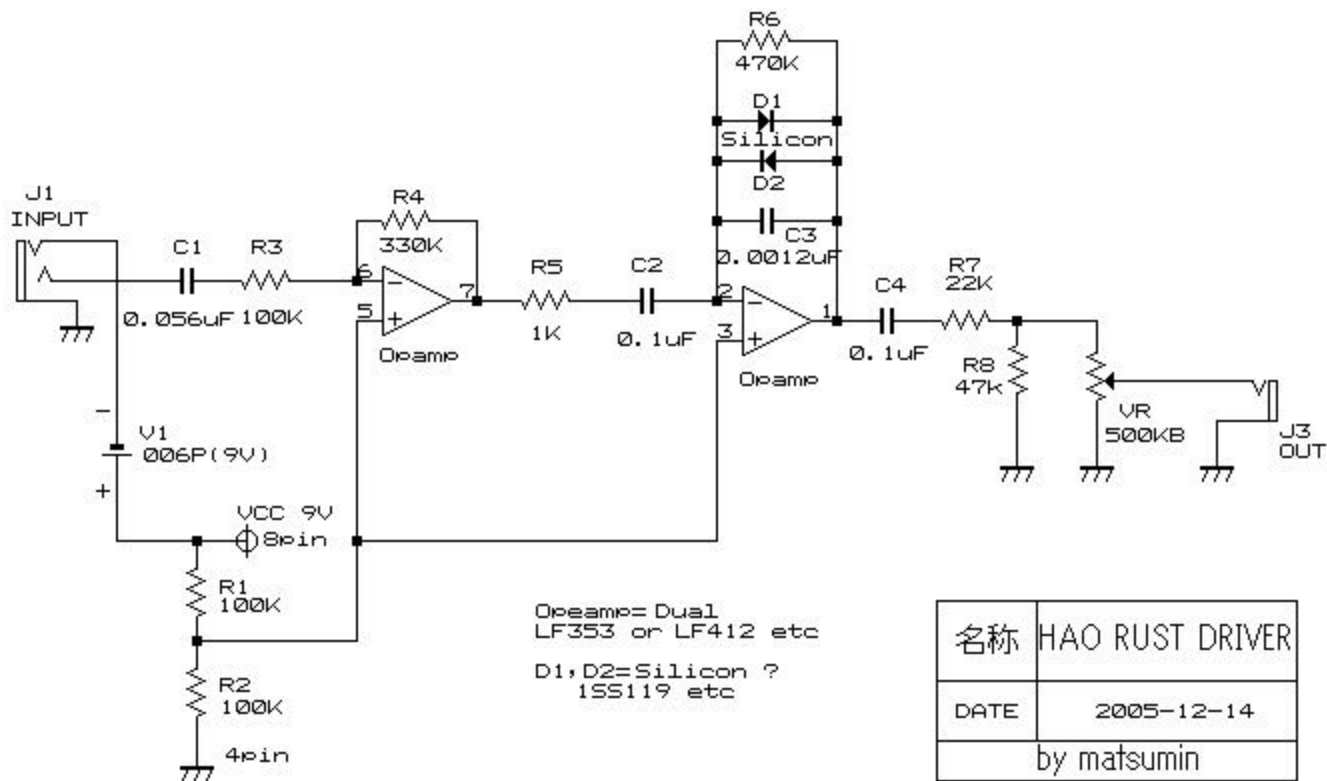 R6
470K
D1
Silicon
D2
C3
0.0012uF
J1
INPUT
C1
0.056uF
R3
100K
R4
330K
6
-
5
+
7
Opamp
R5
1K
C2
0.1uF
2
-
3
+
1
Opamp
C4
0.1uF
R7
22K
R8
47k
VR
500KB
J3
OUT
-
V1
006P(9V)
+
VCC 9V
8pin
R1
100K
R2
100K
4pin
Opeamp= Dual
LF353 or LF412 etc
D1,D2=Silicon ?
1SS119 etc
名称 HAO RUST DRIVER
DATE 2005-12-14
by matsumin